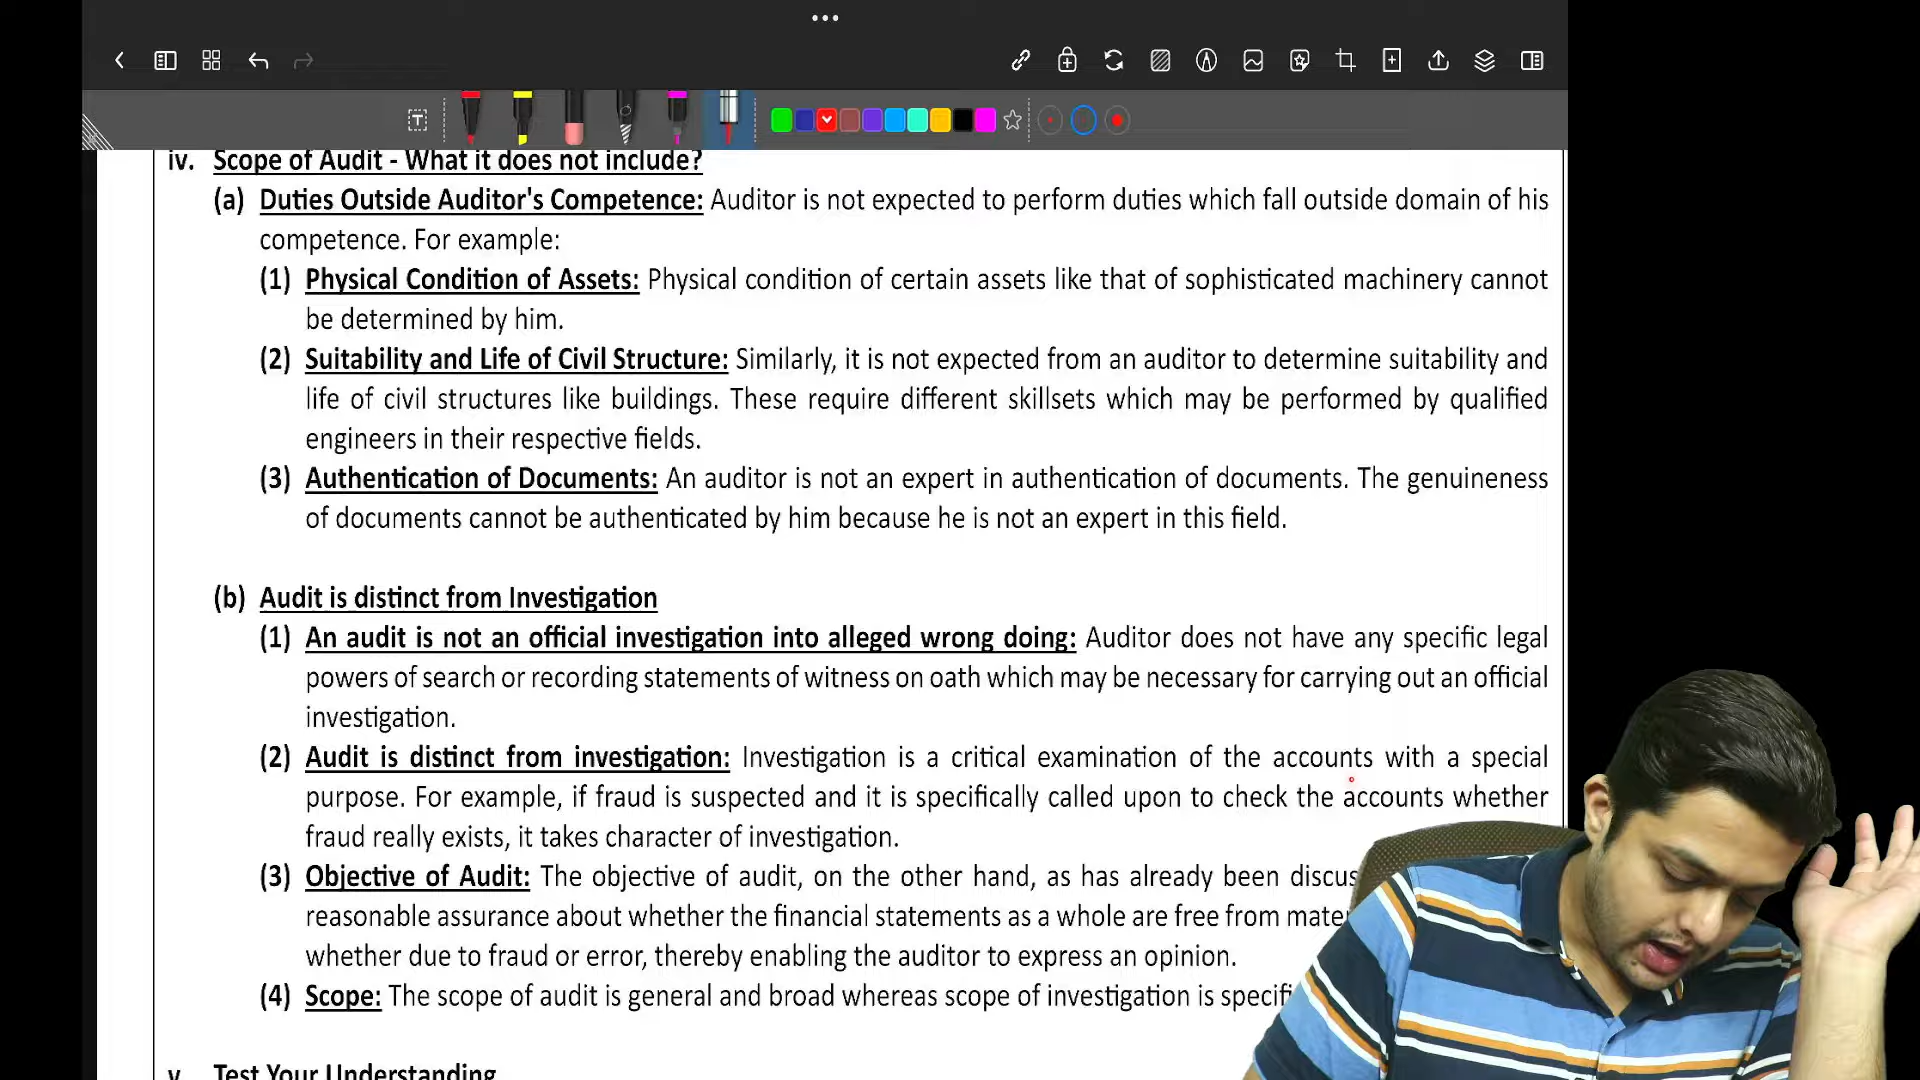 iv. Scope of Audit - What it does not include?
(a) Duties Outside Auditor's Competence: Auditor is not expected to perform duties which fall outside domain of his
competence. For example:
(1) Physical Condition of Assets: Physical condition of certain assets like that of sophisticated machinery cannot
be determined by him.
(2) Suitability and Life of Civil Structure: Similarly, it is not expected from an auditor to determine suitability and
life of civil structures like buildings. These require different skillsets which may be performed by qualified
engineers in their respective fields.
(3) Authentication of Documents: An auditor is not an expert in authentication of documents. The genuineness
of documents cannot be authenticated by him because he is not an expert in this field.
(b) Audit is distinct from Investigation
(1) An audit is not an official investigation into alleged wrong doing: Auditor does not have any specific legal
powers of search or recording statements of witness on oath which may be necessary for carrying out an official
investigation.
(2) Audit is distinct from investigation: Investigation is a critical examination of the accounts with a special
purpose. For example, if fraud is suspected and it is specifically called upon to check the accounts whether
fraud really exists, it takes character of investigation.
(3) Objective of Audit: The objective of audit, on the other hand, as has already been
reasonable assurance about whether the financial statements as a whole are free from
whether due to fraud or error, thereby enabling the auditor to express an opinion.
(4) Scope: The scope of audit is general and broad whereas scope of investigation is
v. Test Your Understanding